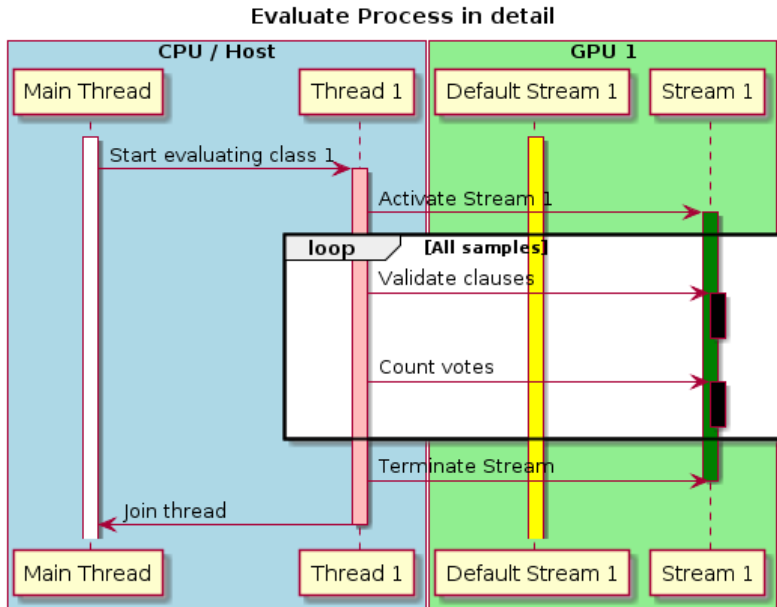 Evaluate Process in detail
CPU / Host
GPU 1
Main Thread
Thread 1
Default Stream 1
Stream 1
Start evaluating class 1
Activate Stream 1
loop
[All samples]
Validate clauses
Count votes
Terminate Stream
Join thread
Main Thread
Thread 1
Default Stream 1
Stream 1